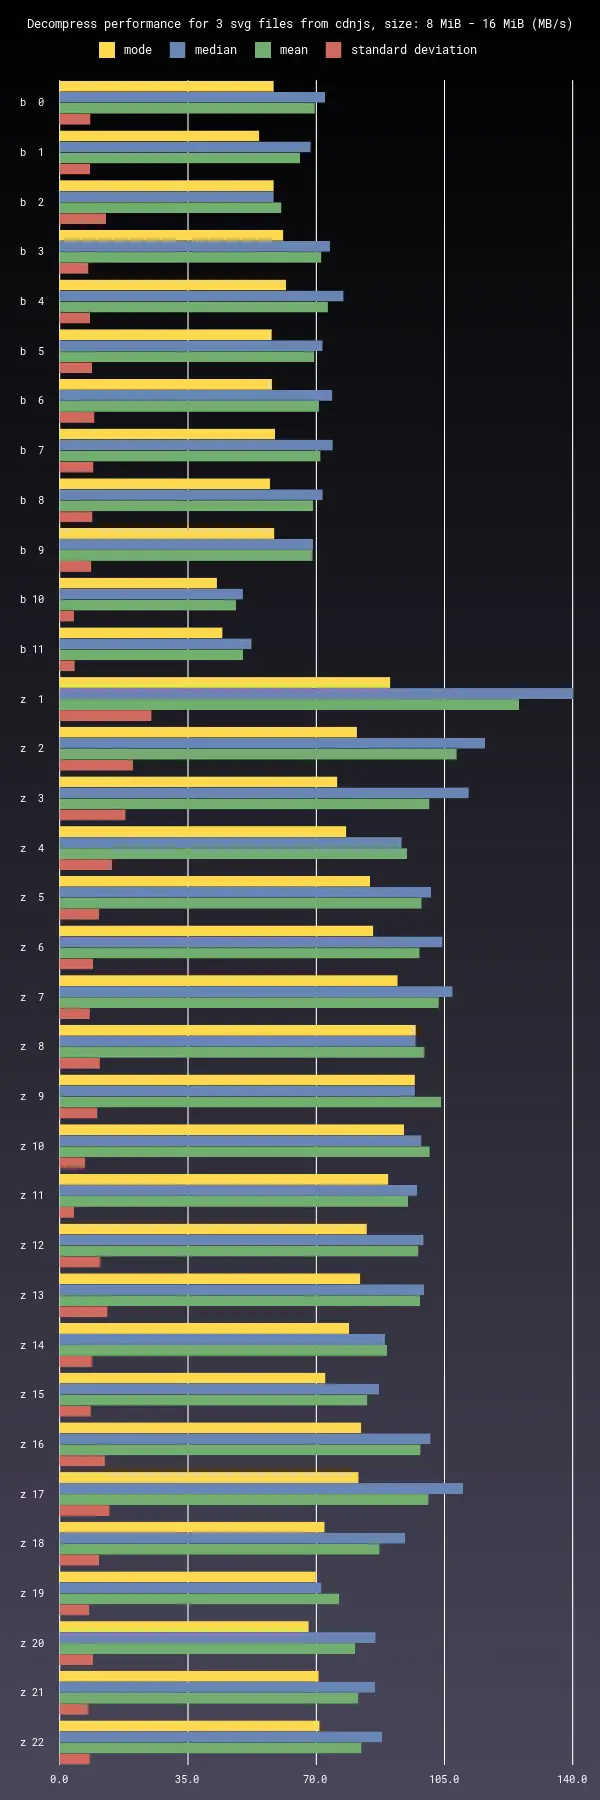 Decompress performance for 3 svg files from cdnjs, size: 8 MiB - 16 MiB (MB/s)
mode median mean standard deviation
b 0
b 1
b 2
b 3
b 4
b 5
b 6
b 7
b 8
b 9
b 10
b 11
z 1
z 2
z 3
z 4
z 5
z 6
z 7
z 8
z 9
z 10
z 11
z 12
z 13
z 14
z 15
z 16
z 17
z 18
z 19
z 20
z 21
z 22
0.0 35.0 70.0 105.0 140.0